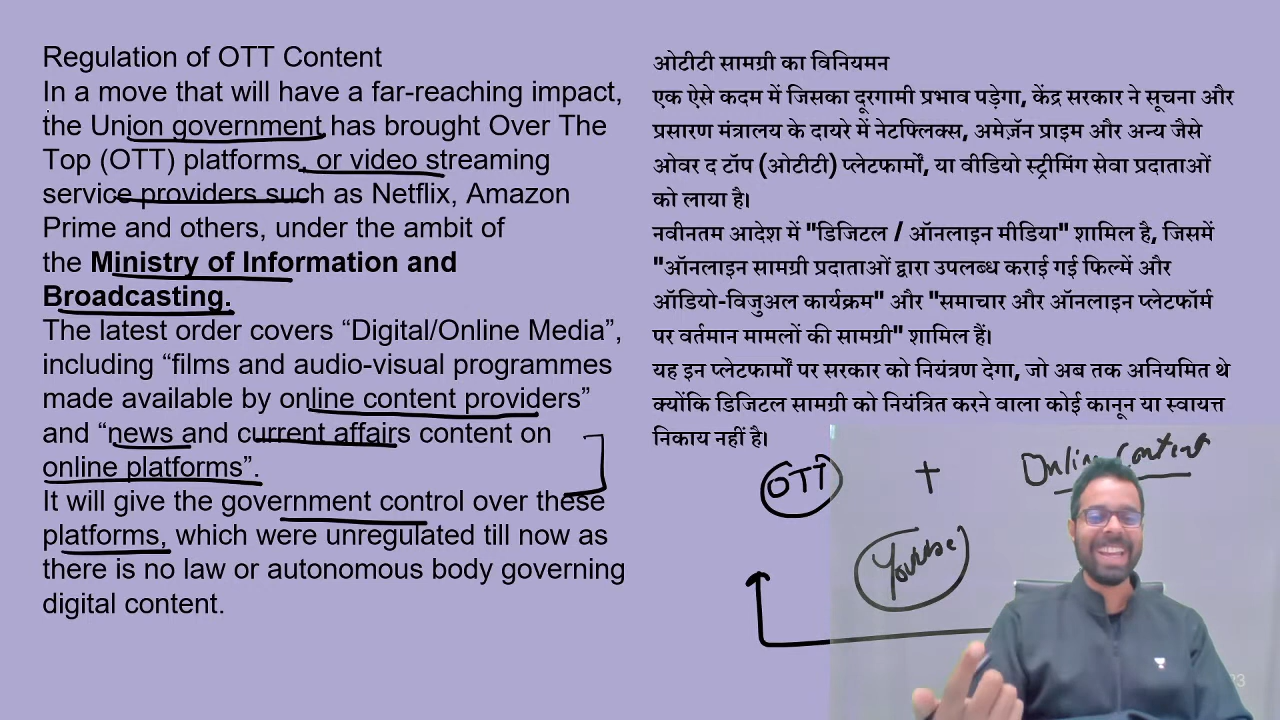 Regulation of OTT Content
In a move that will have a far-reaching impact,
the Union government has brought Over The
Top (OTT) platforms, or video streaming
service providers such as Netflix, Amazon
Prime and others, under the ambit of
the Ministry of Information and
Broadcasting.
The latest order covers “Digital/Online Media”,
including “films and audio-visual programmes
made available by online content providers”
and “news and current affairs content on
online platforms”.
It will give the government control over these
platforms, which were unregulated till now as
there is no law or autonomous body governing
digital content.
ओटीटी सामग्री का विनियमन
एक ऐसे कदम में जिसका दूरगामी प्रभाव पड़ेगा, केंद्र सरकार ने सूचना और
प्रसारण मंत्रालय के दायरे में नेटफ्लिक्स, अमेज़ॅन प्राइम और अन्य जैसे
ओवर द टॉप (ओटीटी) प्लेटफार्मों, या वीडियो स्ट्रीमिंग सेवा प्रदाताओं
को लाया है।
नवीनतम आदेश में "डिजिटल / ऑनलाइन मीडिया" शामिल है, जिसमें
"ऑनलाइन सामग्री प्रदाताओं द्वारा उपलब्ध कराई गई फिल्में और
ऑडियो-विजुअल कार्यक्रम" और "समाचार और ऑनलाइन प्लेटफॉर्म
पर वर्तमान मामलों की सामग्री" शामिल हैं।
यह इन प्लेटफार्मों पर सरकार को नियंत्रण देगा, जो अब तक अनियमित थे
क्योंकि डिजिटल सामग्री को नियंत्रित करने वाला कोई कानून या स्वायत्त
निकाय नहीं है।
OTT + Online Content
23